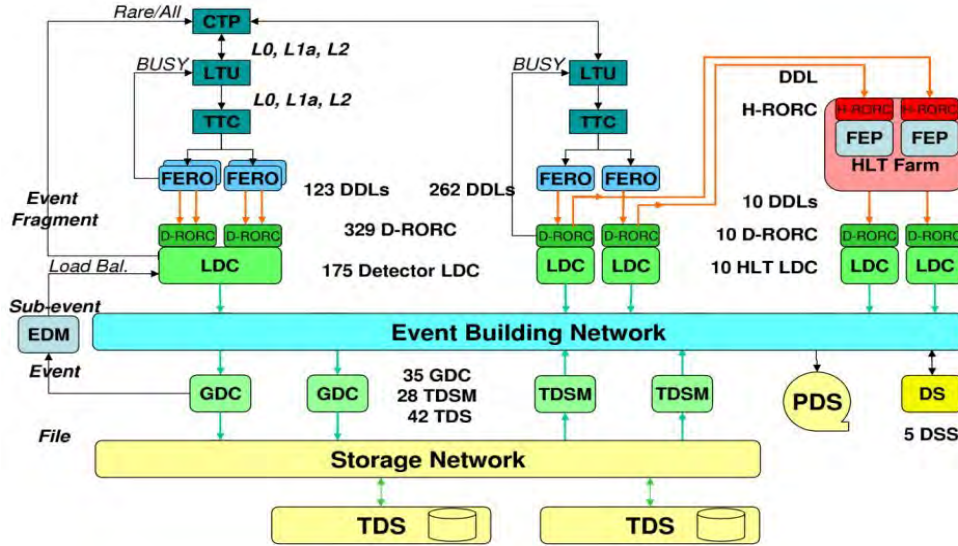 Rare/All
CTP
L0, L1a, L2
BUSY
LTU
BUSY
LTU
DDL
L0, L1a, L2
H-RORC
H-RORC
H-RORC
TTC
TTC
FEP
FEP
HLT Farm
FERO
FERO
123 DDLs
262 DDLs
FERO
FERO
Event
Fragment
10 DDLs
D-RORC
D-RORC
329 D-RORC
D-RORC
D-RORC
10 D-RORC
D-RORC
D-RORC
Load Bal.
LDC
175 Detector LDC
LDC
LDC
10 HLT LDC
LDC
LDC
Sub-event
EDM
Event Building Network
Event
GDC
GDC
35 GDC
28 TDSM
42 TDS
TDSM
TDSM
PDS
DS
5 DSS
File
Storage Network
TDS
TDS